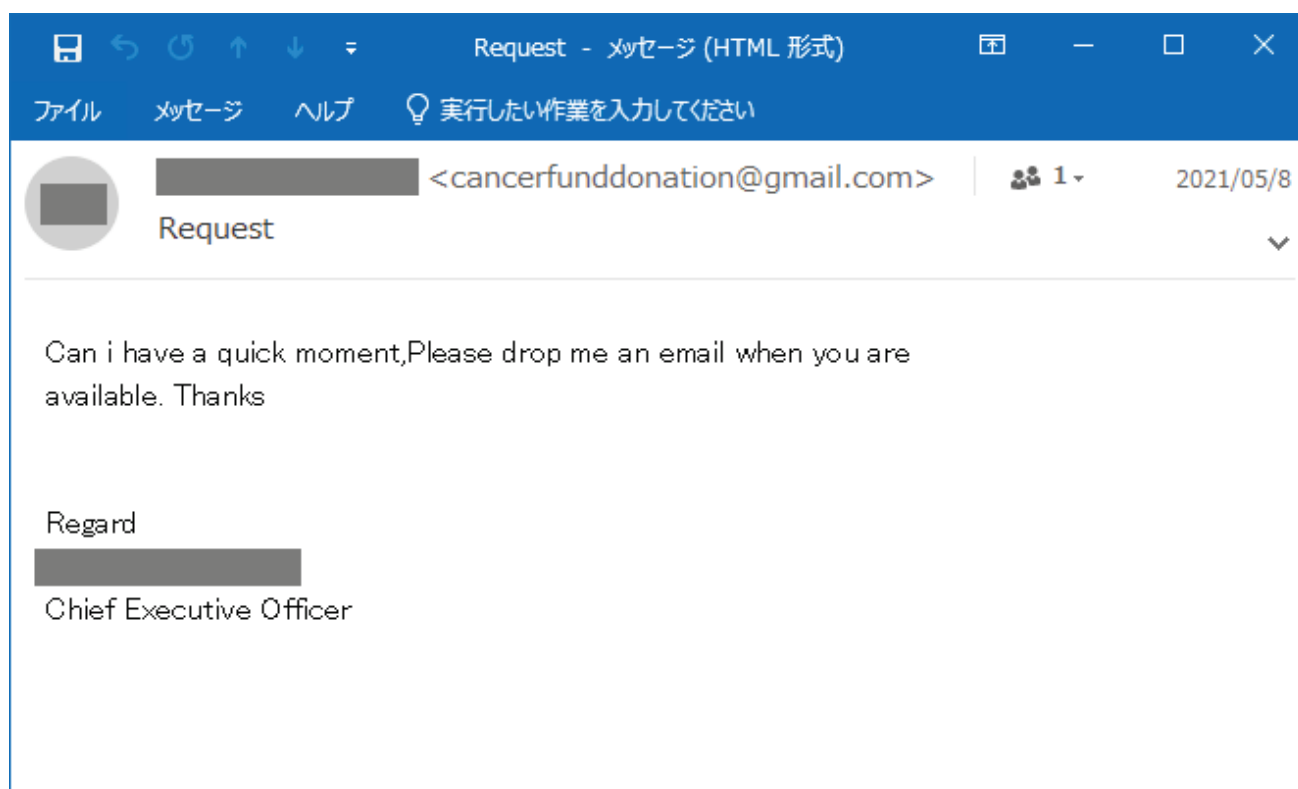 Request - メッセージ (HTML 形式)
ファイル メッセージ ヘルプ 実行したい作業を入力してください
<cancerfunddonation@gmail.com> 1 2021/05/8
Request
Can i have a quick moment,Please drop me an email when you are
available. Thanks
Regard
Chief Executive Officer